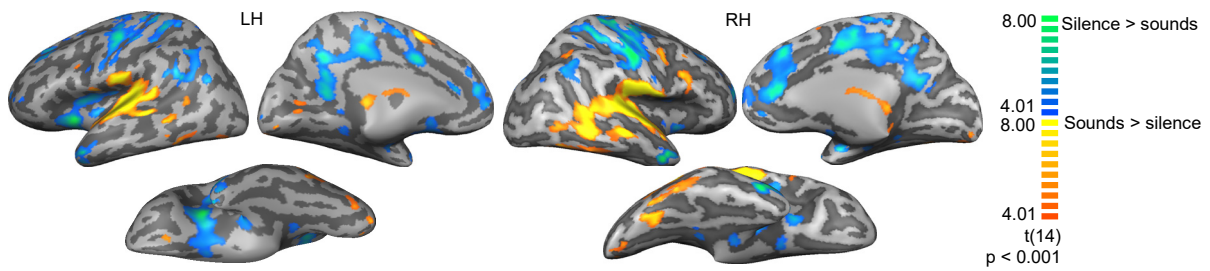 LH
RH
8.00 Silence > sounds
4.01
8.00 Sounds > silence
4.01
t(14)
p < 0.001